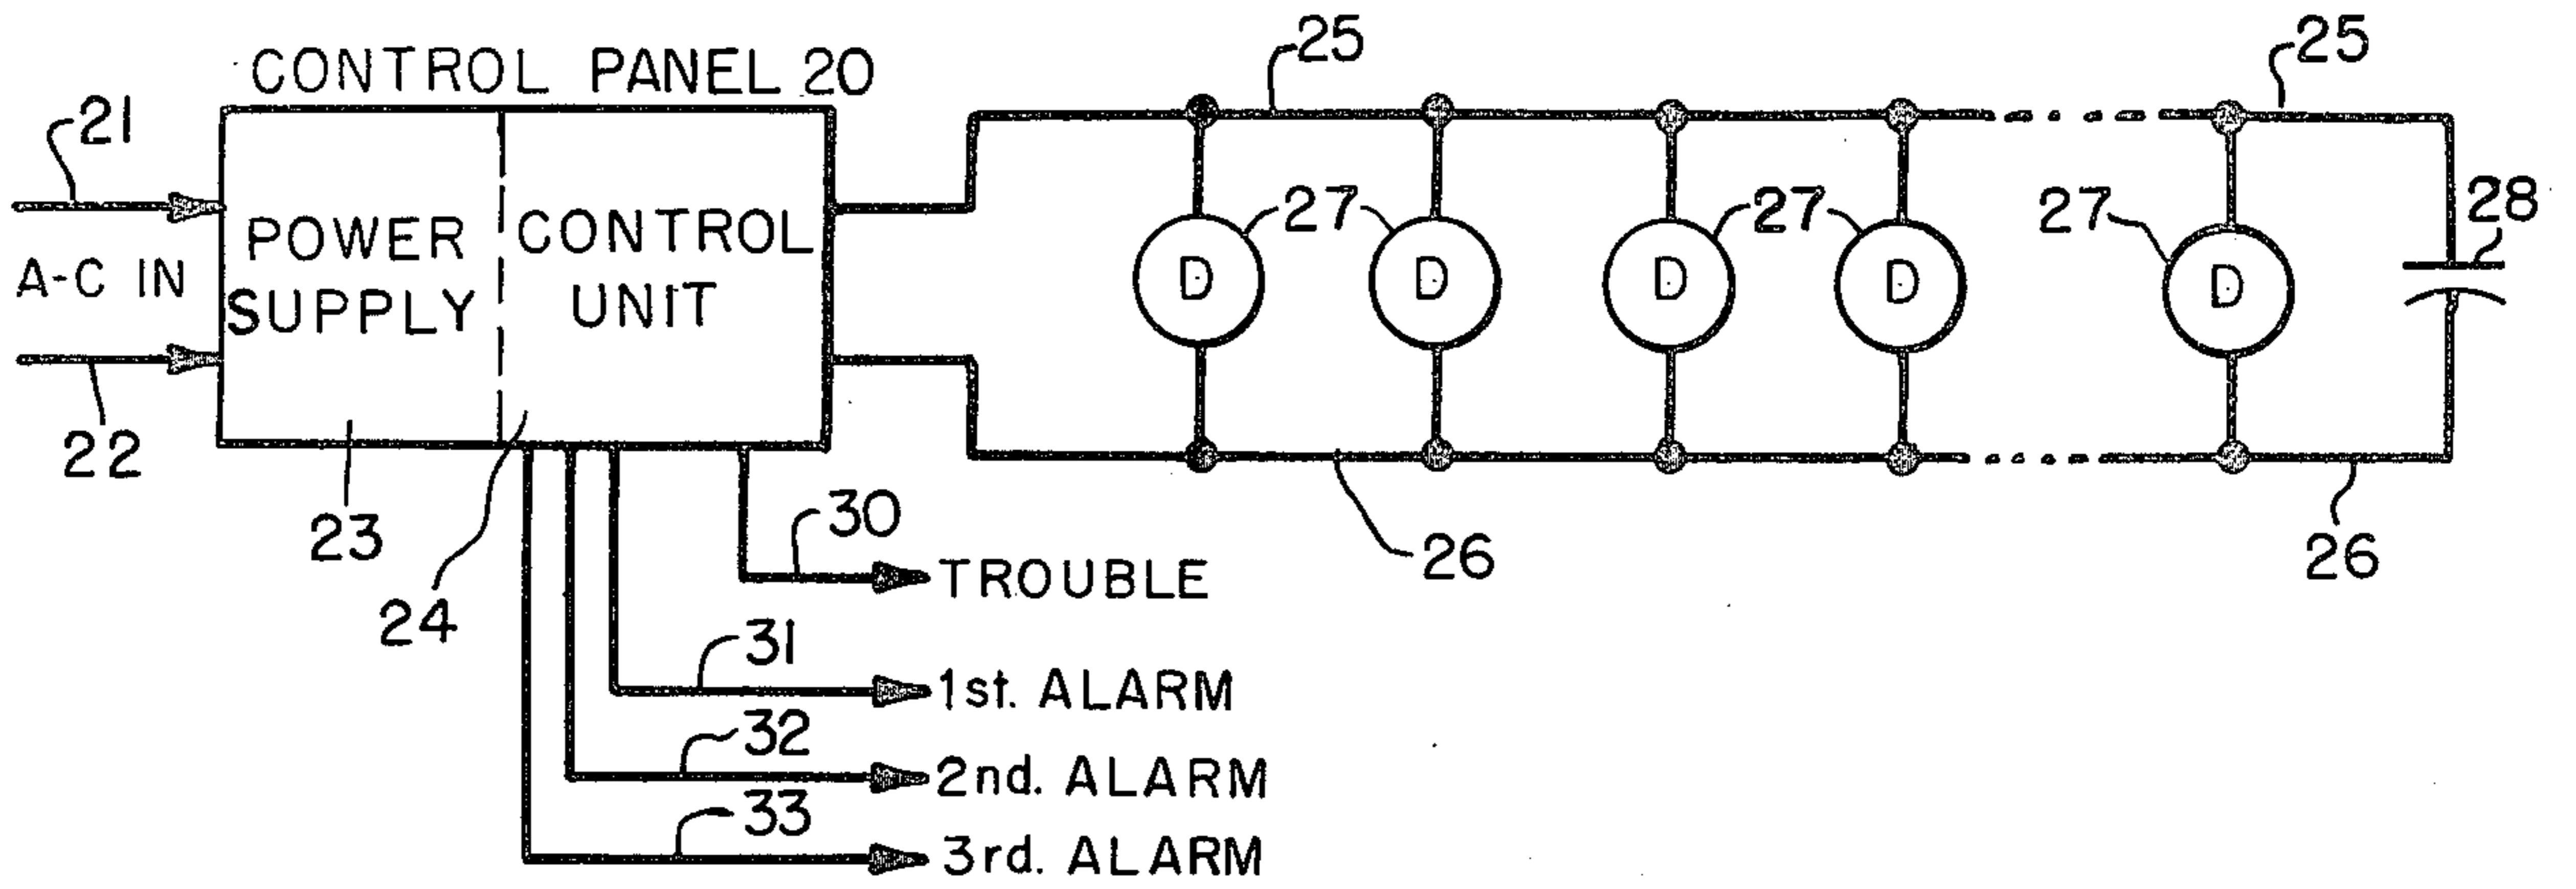 CONTROL PANEL 20
25
25
21
27
27
27
28
POWER SUPPLY
CONTROL UNIT
A-C IN
D
D
D
D
D
22
23
24
30
TROUBLE
26
26
31
1st. ALARM
32
2nd. ALARM
33
3rd. ALARM